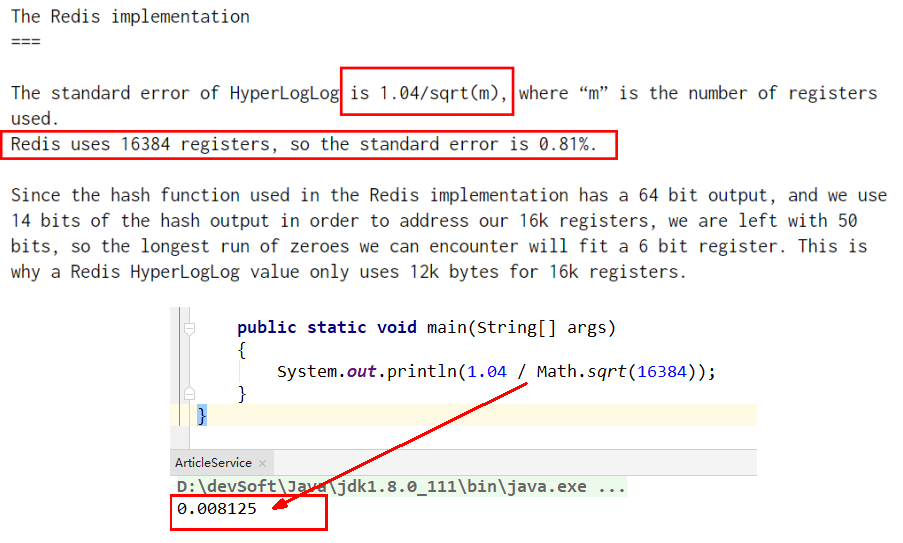 The Redis implementation
===
The standard error of HyperLogLog is 1.04/sqrt(m), where “m” is the number of registers
used.
Redis uses 16384 registers, so the standard error is 0.81%.
Since the hash function used in the Redis implementation has a 64 bit output, and we use
14 bits of the hash output in order to address our 16k registers, we are left with 50
bits, so the longest run of zeroes we can encounter will fit a 6 bit register. This is
why a Redis HyperLogLog value only uses 12k bytes for 16k registers.
public static void main(String[] args)
{
System.out.println(1.04 / Math.sqrt(16384));
}
}
ArticleService ×
D:\devSoft\Java\jdk1.8.0_111\bin\java.exe ...
0.008125